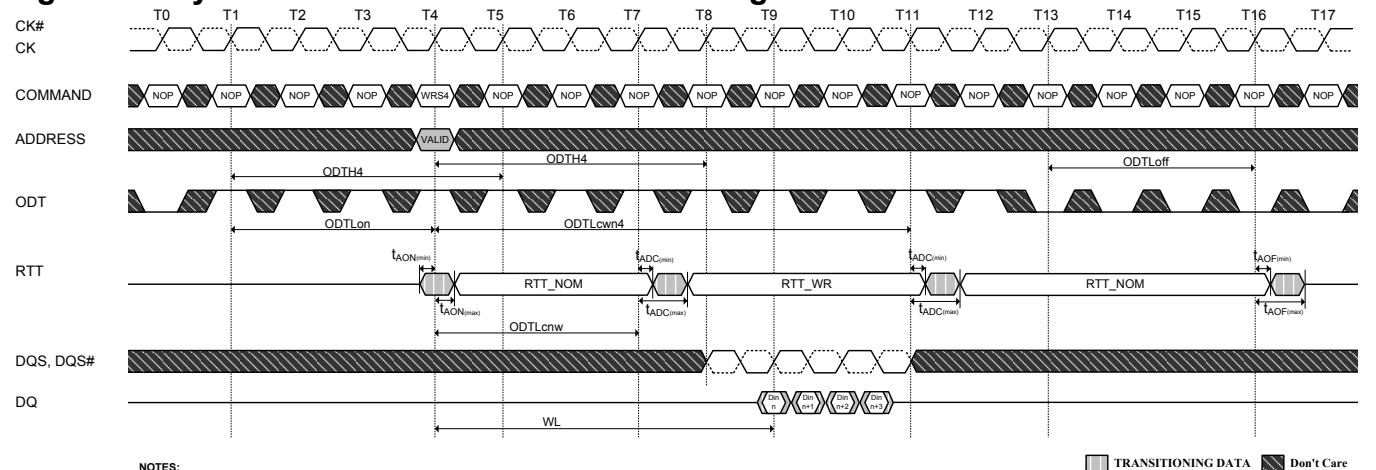 T0 T1 T2 T3 T4 T5 T6 T7 T8 T9 T10 T11 T12 T13 T14 T15 T16 T17
CK#
CK
COMMAND NOP NOP NOP NOP WRS4 NOP NOP NOP NOP NOP NOP NOP NOP NOP NOP NOP NOP NOP
ADDRESS VALID
ODTH4 ODTLoff
ODTH4
ODT
ODTLon ODTLcwn4
tAON(min) tADC(min) tADC(min) tAOF(min)
RTT RTT_NOM RTT_WR RTT_NOM
tAON(max) tADC(max) tADC(max) tAOF(max)
ODTLcnw
DQS, DQS#
DQ Din n Din n+1 Din n+2 Din n+3
WL
NOTES: TRANSITIONING DATA Don't Care